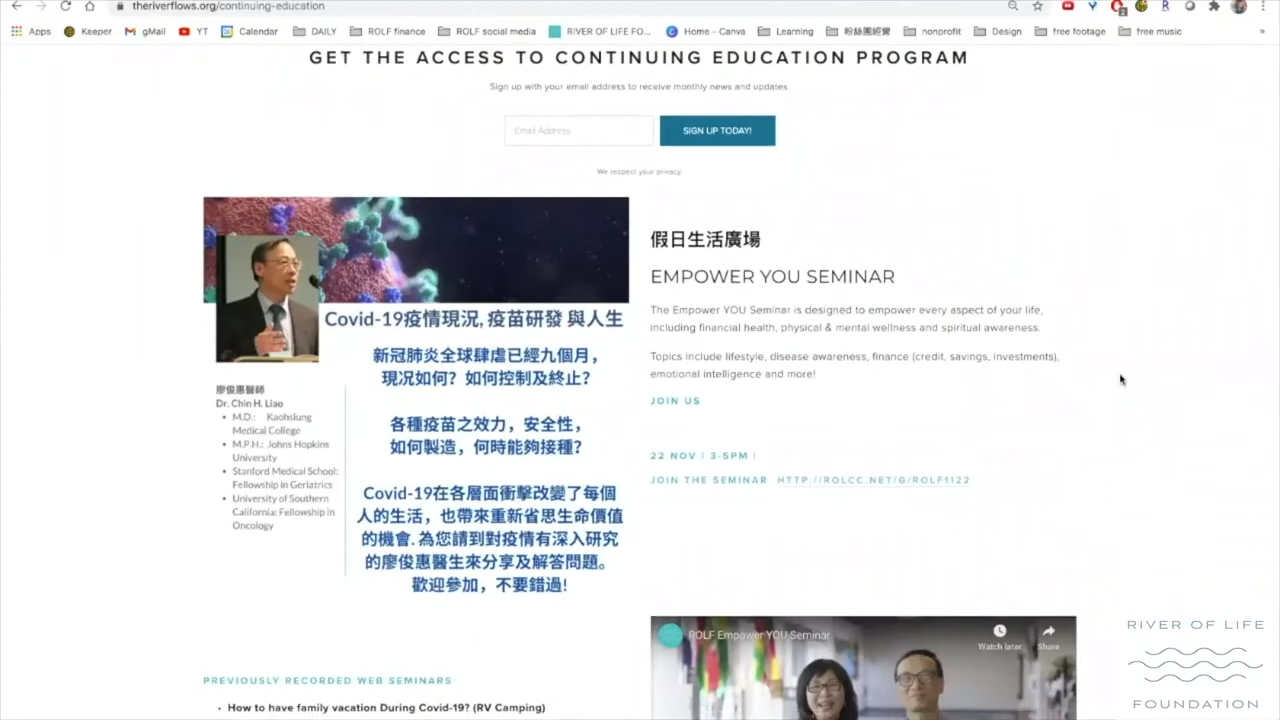 theriverflows.org/continuing-education
Apps
Keeper
gMail
YT
Calendar
DAILY
ROLF finance
ROLF social media
RIVER OF LIFE FO...
Home - Canva
Learning
粉絲團經營
nonprofit
Design
free footage
free music
»
GET THE ACCESS TO CONTINUING EDUCATION PROGRAM
Sign up with your email address to receive monthly news and updates.
Email Address
SIGN UP TODAY!
We respect your privacy.
Covid-19疫情現況, 疫苗研發 與人生
新冠肺炎全球肆虐已經九個月，
現況如何？如何控制及終止？
各種疫苗之效力，安全性，
如何製造，何時能夠接種？
Covid-19在各層面衝擊改變了每個
人的生活，也帶來重新省思生命價值
的機會. 為您請到對疫情有深入研究
的廖俊惠醫生來分享及解答問題。
歡迎參加，不要錯過!
廖俊惠醫師
Dr. Chin H. Liao
• M.D.: Kaohsiung
Medical College
• M.P.H.: Johns Hopkins
University
• Stanford Medical School:
Fellowship in Geriatrics
• University of Southern
California: Fellowship in
Oncology
假日生活廣場
EMPOWER YOU SEMINAR
The Empower YOU Seminar is designed to empower every aspect of your life,
including financial health, physical & mental wellness and spiritual awareness.
Topics include lifestyle, disease awareness, finance (credit, savings, investments),
emotional intelligence and more!
JOIN US
22 NOV | 3-5PM |
JOIN THE SEMINAR HTTP://ROLCC.NET/G/ROLF1122
ROLF Empower YOU Seminar
Watch later
Share
PREVIOUSLY RECORDED WEB SEMINARS
• How to have family vacation During Covid-19? (RV Camping)
RIVER OF LIFE
FOUNDATION